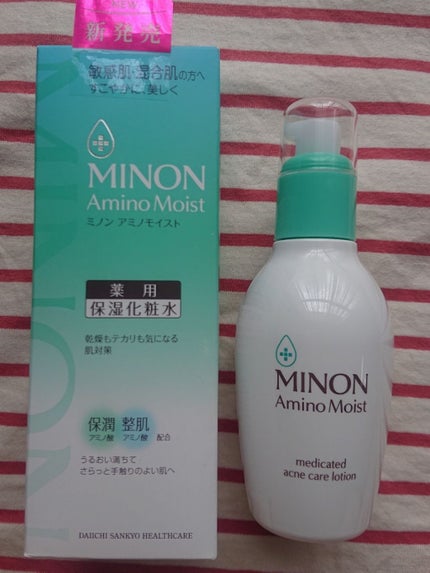 NEW
新発売
敏感肌・混合肌の方へ
すこやかに、美しく
MINON
Amino Moist
ミノン アミノモイスト
薬用
保湿化粧水
乾燥もテカリも気になる
肌対策
保潤 整肌
アミノ酸 アミノ酸 配合
うるおい満ちて
さらっと手触りのよい肌へ
DAIICHI SANKYO HEALTHCARE
MINON
MINON
Amino Moist
medicated
acne care lotion